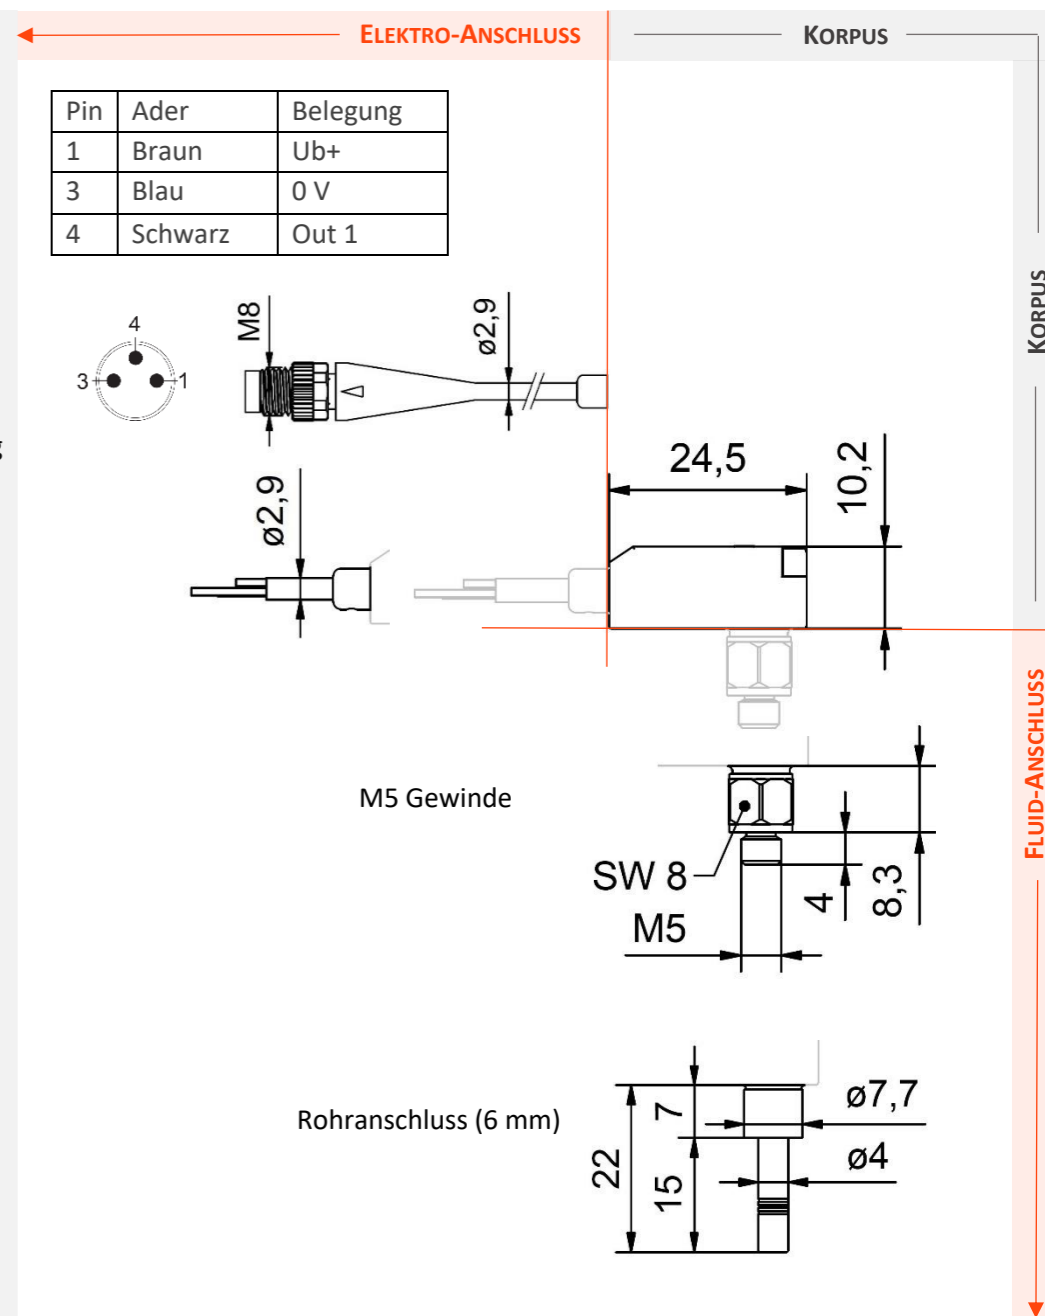 ELEKTRO-ANSCHLUSS
KORPUS
Pin Ader Belegung
1 Braun Ub+
3 Blau 0 V
4 Schwarz Out 1
KORPUS
4
3 1
M8
ø2,9
g
24,5
10,2
ø2,9
FLUID-ANSCHLUSS
M5 Gewinde
SW 8
4
8,3
M5
Rohranschluss (6 mm)
7
ø7,7
22
15
ø4